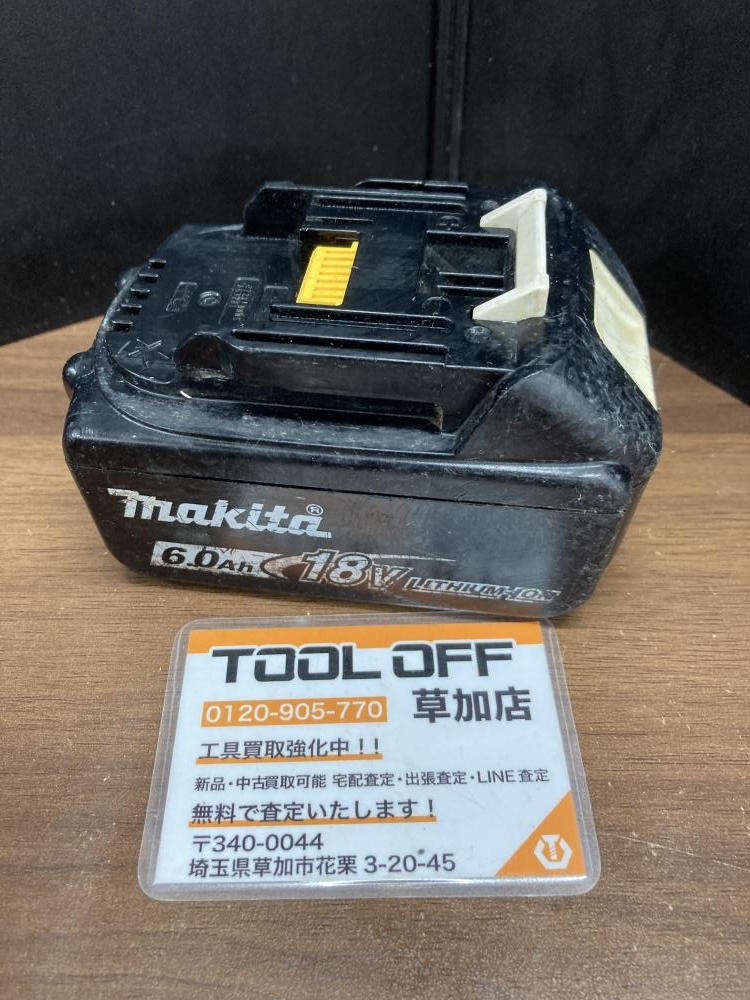 makita®
6.0Ah 18V LITHIUM-ION
TOOL OFF
0120-905-770 草加店
工具買取強化中！！
新品・中古買取可能 宅配査定・出張査定・LINE査定
無料で査定いたします！
〒340-0044
埼玉県草加市花栗 3-20-45